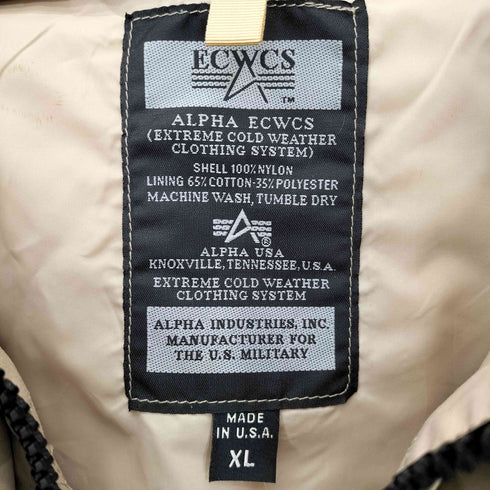 ECWCS
TM
ALPHA ECWCS
(EXTREME COLD WEATHER
CLOTHING SYSTEM)
SHELL 100% NYLON
LINING 65% COTTON-35% POLYESTER
MACHINE WASH, TUMBLE DRY
®
ALPHA USA
KNOXVILLE, TENNESSEE, U.S.A.
EXTREME COLD WEATHER
CLOTHING SYSTEM
ALPHA INDUSTRIES, INC.
MANUFACTURER FOR
THE U.S. MILITARY
MADE
IN U.S.A.
XL